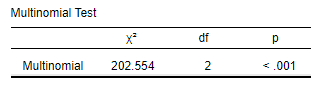 Multinomial Test
χ² df p
Multinomial 202.554 2 < .001